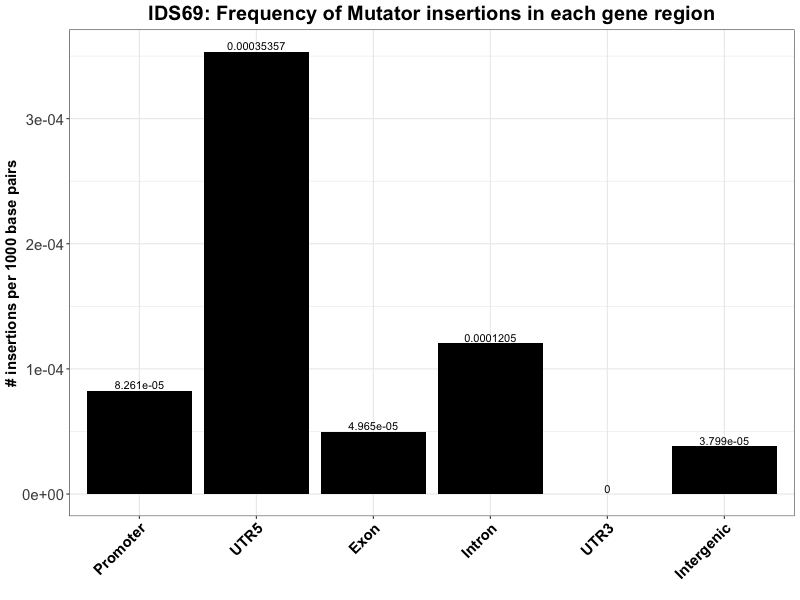 IDS69: Frequency of Mutator insertions in each gene region
# insertions per 1000 base pairs
3e-04
2e-04
1e-04
0e+00
8.261e-05
0.00035357
4.965e-05
0.0001205
0
3.799e-05
Promoter
UTR5
Exon
Intron
UTR3
Intergenic